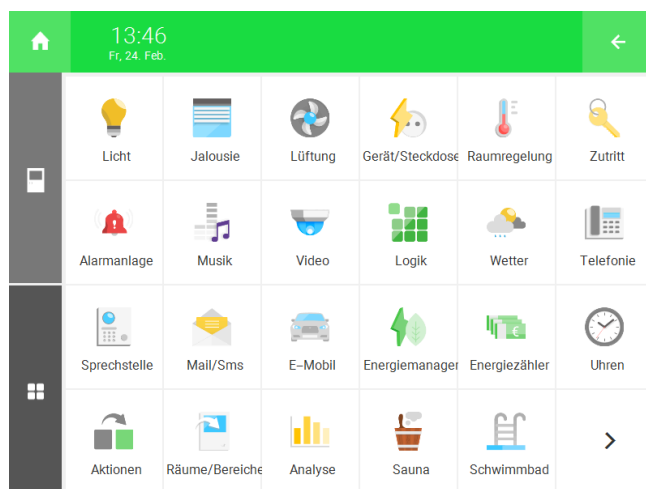 13:46
Fr, 24. Feb.
Licht
Jalousie
Lüftung
Gerät/Steckdose
Raumregelung
Zutritt
Alarmanlage
Musik
Video
Logik
Wetter
Telefonie
Sprechstelle
Mail/Sms
E-Mobil
Energiemanager
Energiezähler
Uhren
Aktionen
Räume/Bereiche
Analyse
Sauna
Schwimmbad